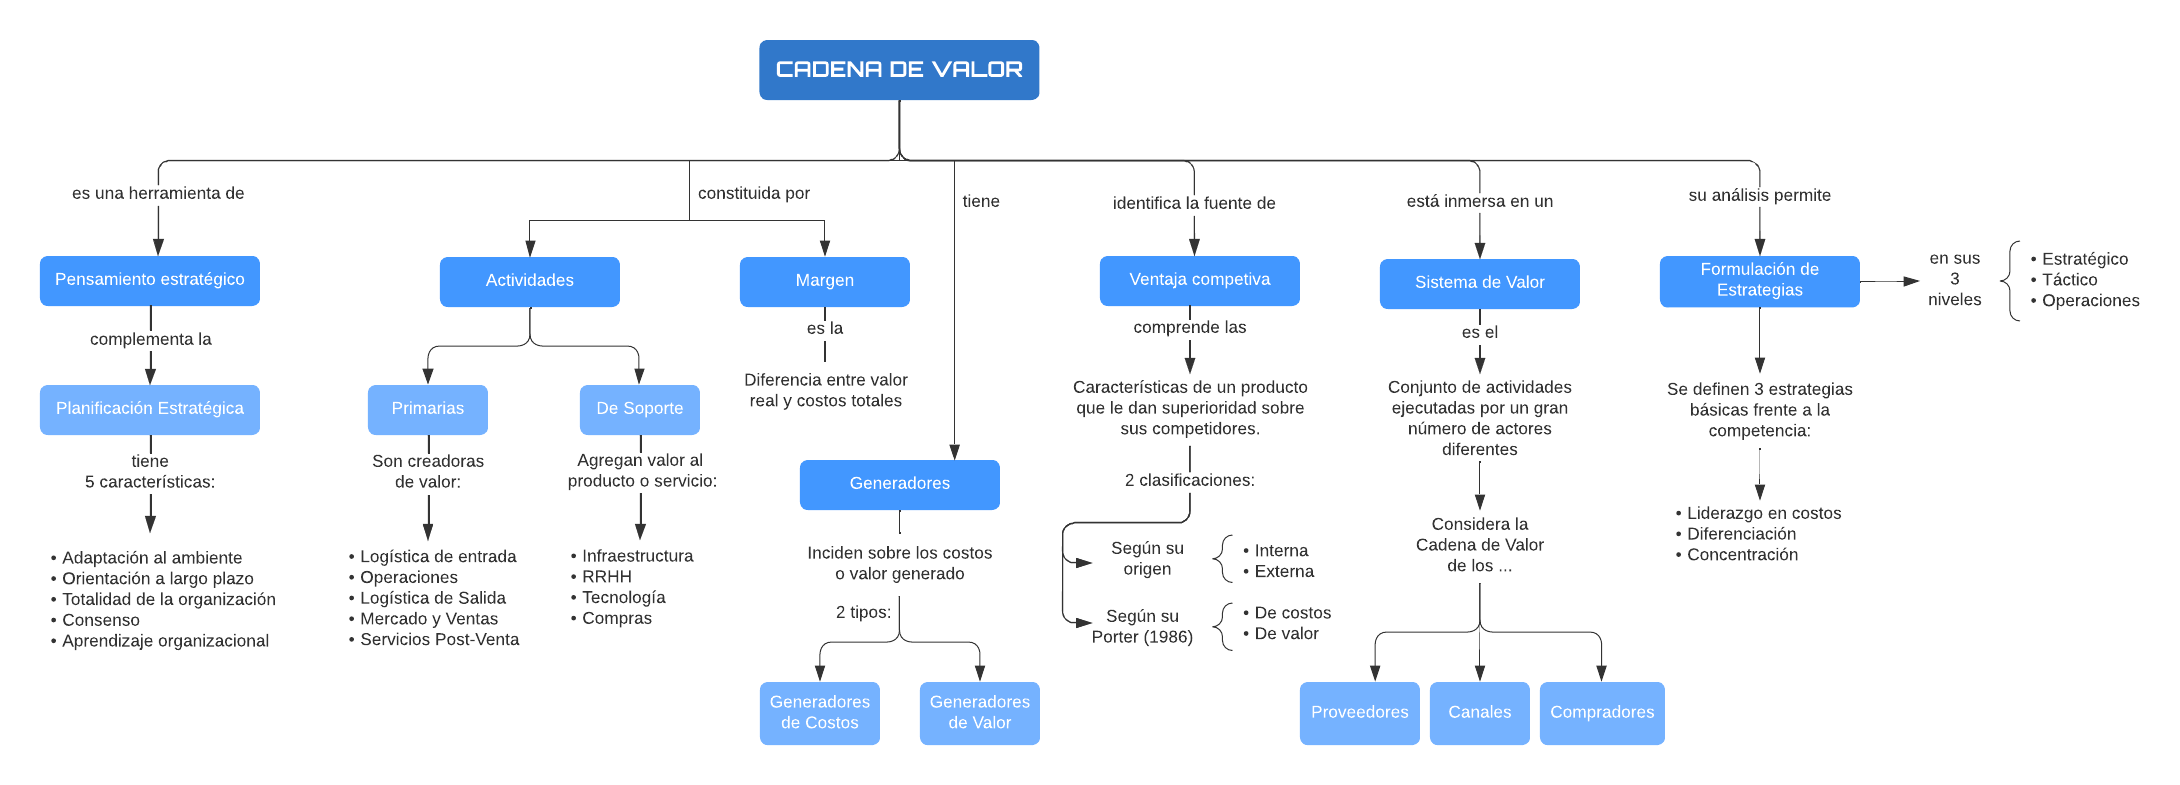 CADENA DE VALOR
es una herramienta de
Pensamiento estratégico
complementa la
Planificación Estratégica
tiene
5 características:
• Adaptación al ambiente
• Orientación a largo plazo
• Totalidad de la organización
• Consenso
• Aprendizaje organizacional
constituida por
Actividades
Primarias
Son creadoras
de valor:
• Logística de entrada
• Operaciones
• Logística de Salida
• Mercado y Ventas
• Servicios Post-Venta
De Soporte
Agregan valor al
producto o servicio:
• Infraestructura
• RRHH
• Tecnología
• Compras
Margen
es la
Diferencia entre valor
real y costos totales
tiene
Generadores
Inciden sobre los costos
o valor generado
2 tipos:
Generadores
de Costos
Generadores
de Valor
identifica la fuente de
Ventaja competiva
comprende las
Características de un producto
que le dan superioridad sobre
sus competidores.
2 clasificaciones:
Según su
origen
• Interna
• Externa
Según su
Porter (1986)
• De costos
• De valor
está inmersa en un
Sistema de Valor
es el
Conjunto de actividades
ejecutadas por un gran
número de actores
diferentes
Considera la
Cadena de Valor
de los ...
Proveedores
Canales
Compradores
su análisis permite
Formulación de
Estrategias
en sus
3
niveles
• Estratégico
• Táctico
• Operaciones
Se definen 3 estrategias
básicas frente a la
competencia:
• Liderazgo en costos
• Diferenciación
• Concentración